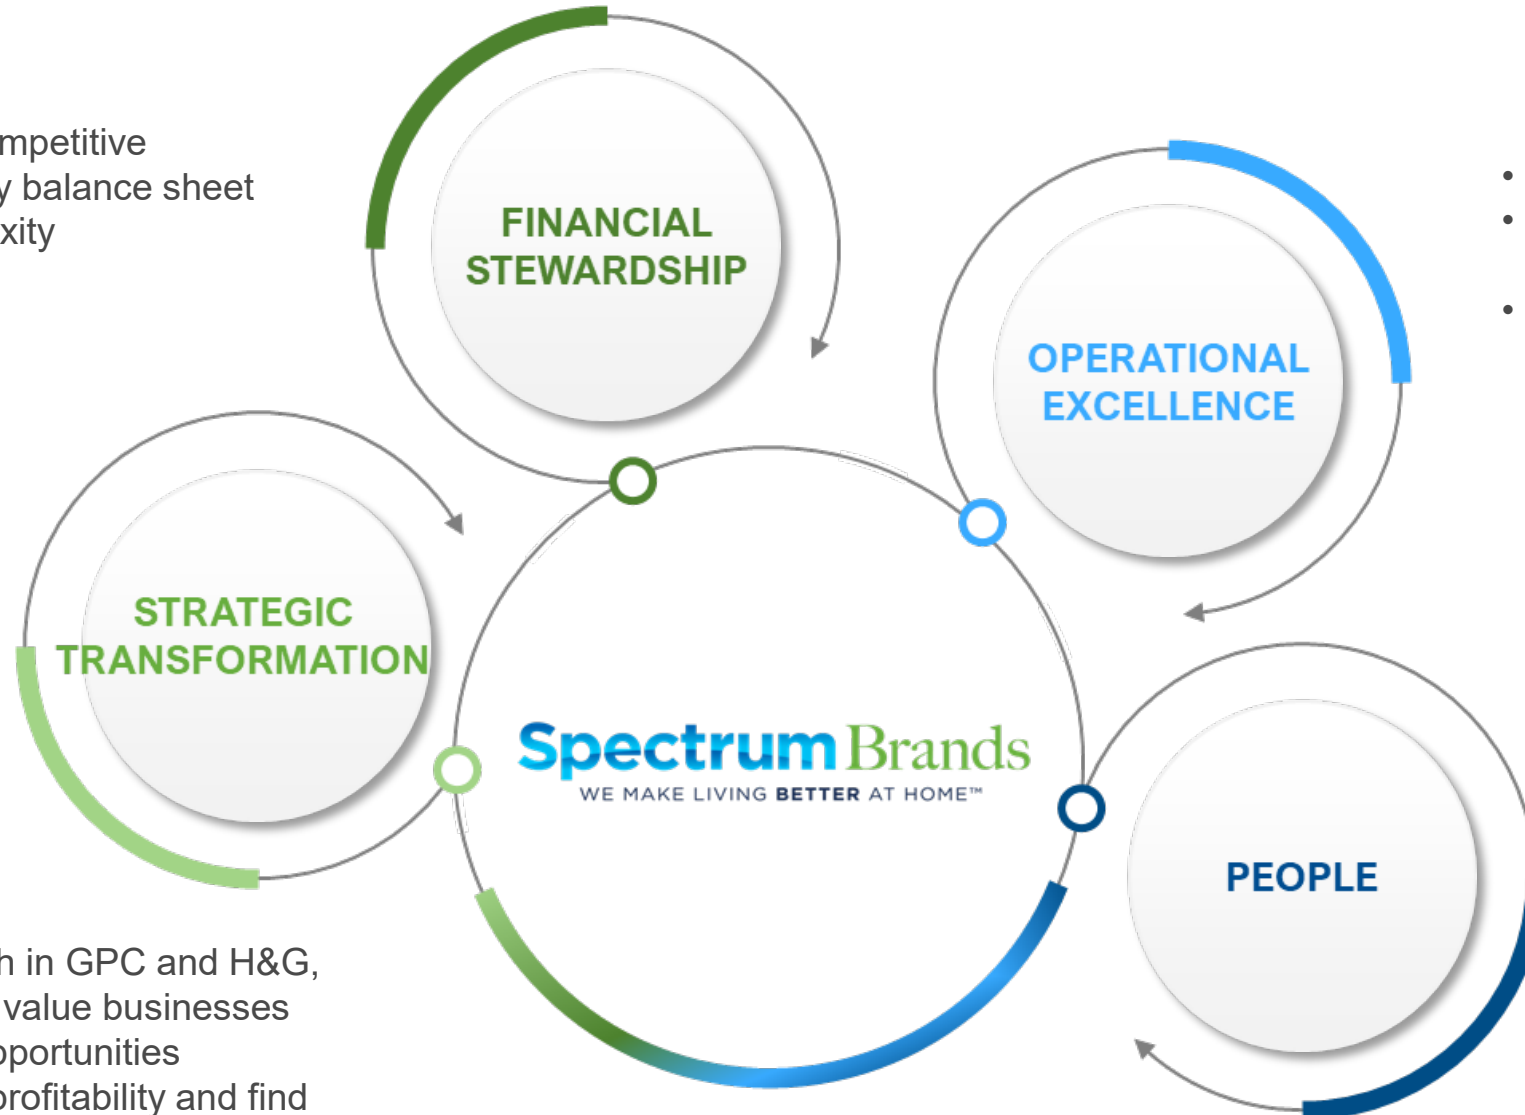 mpetitive
y balance sheet
xity
FINANCIAL
STEWARDSHIP
•
•
•
OPERATIONAL
EXCELLENCE
STRATEGIC
TRANSFORMATION
Spectrum Brands
WE MAKE LIVING BETTER AT HOME™
PEOPLE
h in GPC and H&G,
value businesses
pportunities
profitability and find